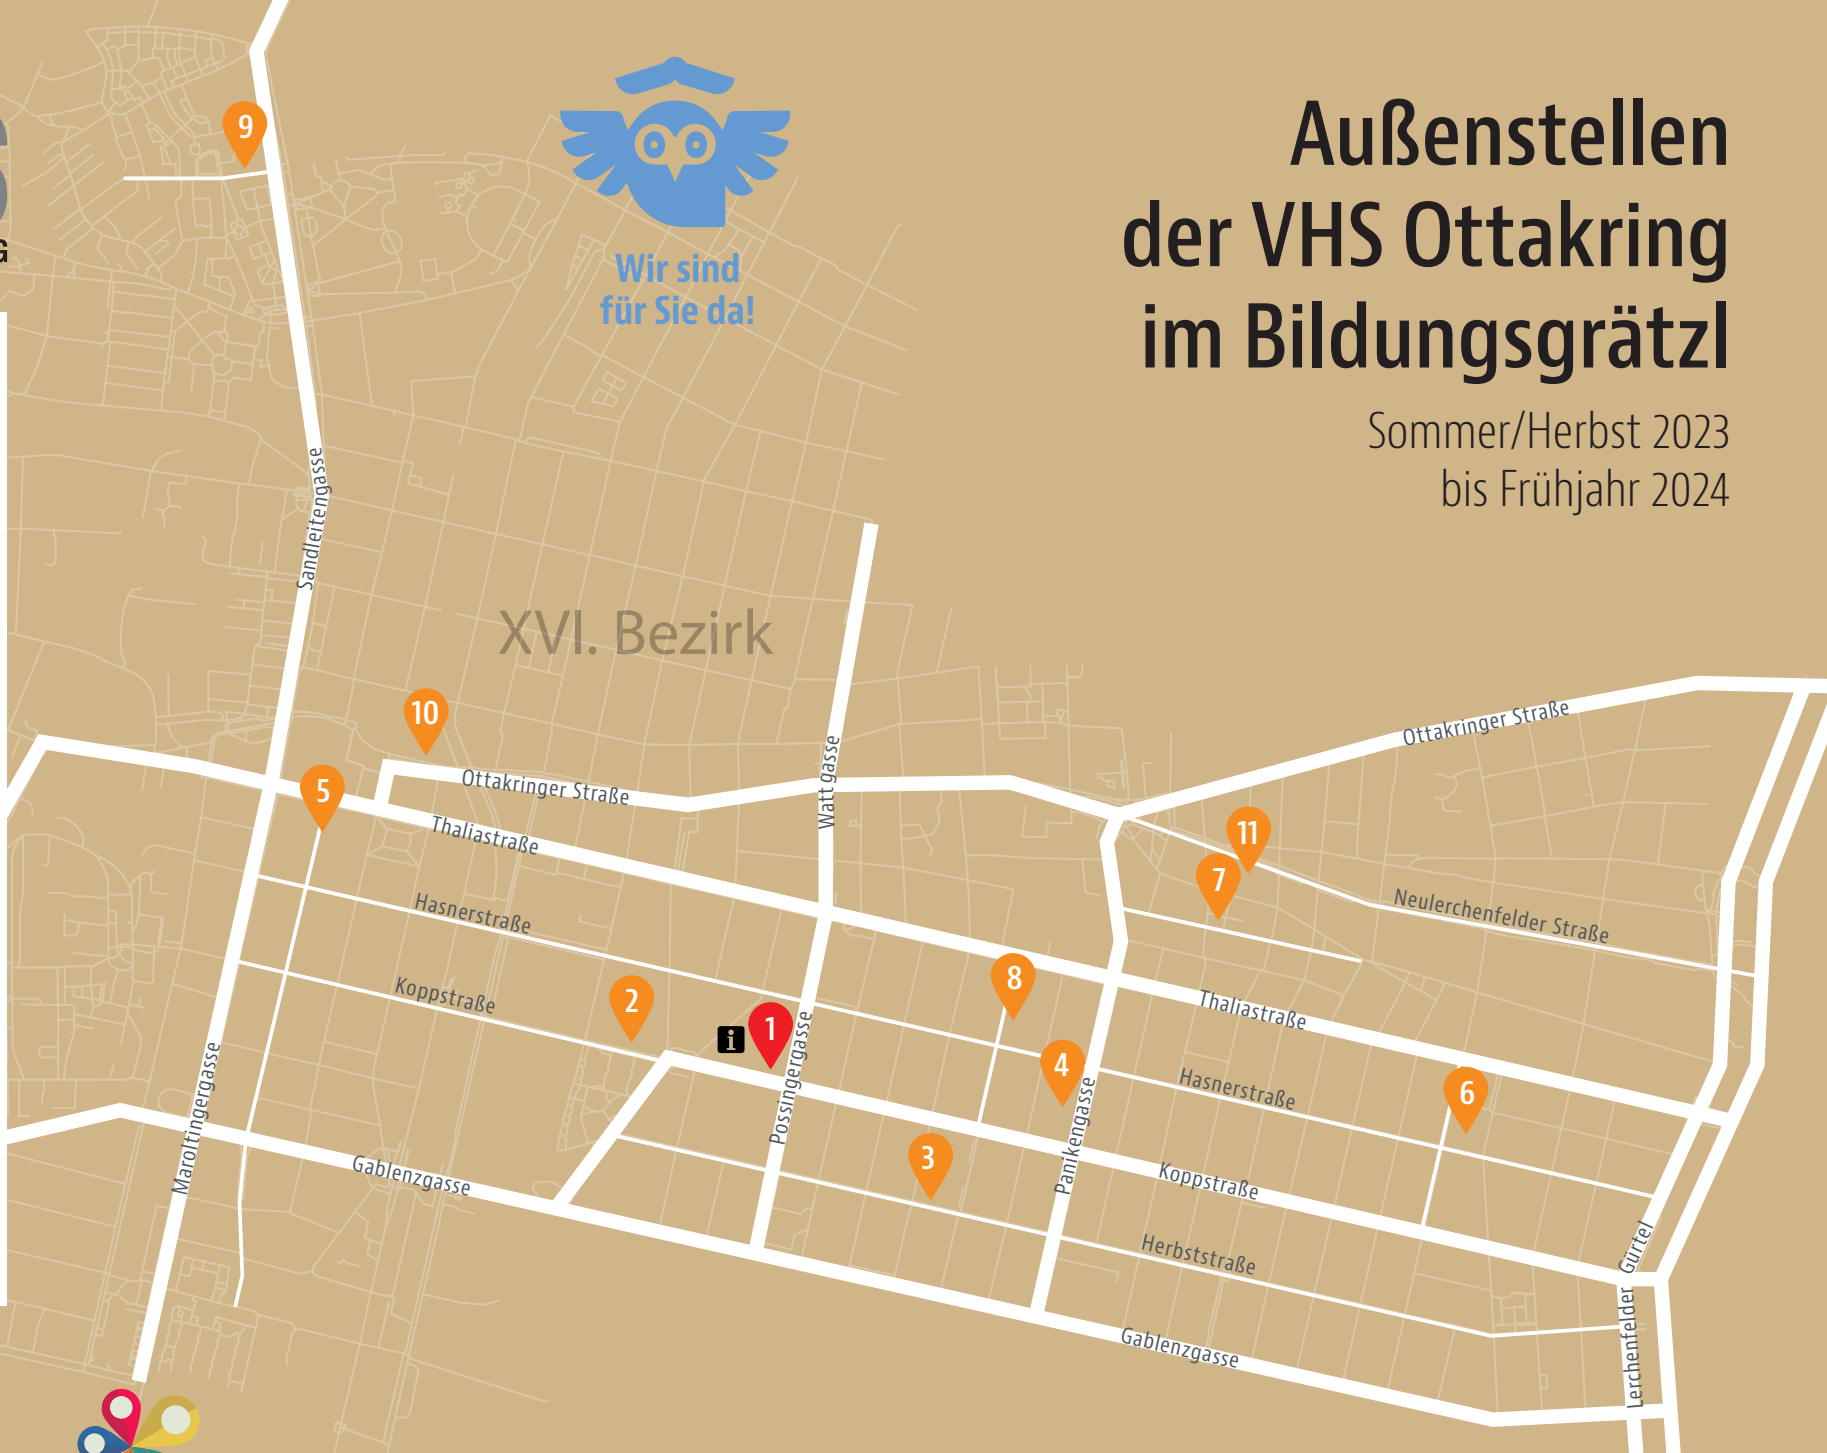 Außenstellen
der VHS Ottakring
im Bildungsgrätzl
Sommer/Herbst 2023
bis Frühjahr 2024
Wir sind
für Sie da!
G
9
Sandleitengasse
XVI. Bezirk
10
5
Ottakringer Straße
Thaliastraße
Wattgasse
Ottakringer Straße
11
7
Neulerchenfelder Straße
Hasnerstraße
Koppstraße
2
i
1
8
4
Thaliastraße
Hasnerstraße
6
Possingergasse
Maroltingergasse
Panikengasse
3
Gablenzgasse
Koppstraße
Herbststraße
Lerchenfelder Gürtel
Gablenzgasse